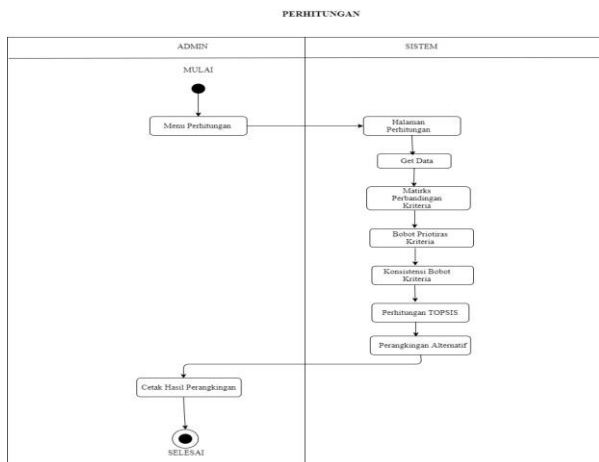 PERHITUNGAN
ADMIN
SISTEM
MULAI
Menu Perhitungan
Halaman
Perhitungan
Get Data
Matirks
Perbandingan
Kriteria
Bobot Priotiras
Kriteria
Konsistensi Bobot
Kriteria
Perhitungan TOPSIS
Perangkingan Alternatif
Cetak Hasil Perangkingan
SELESAI